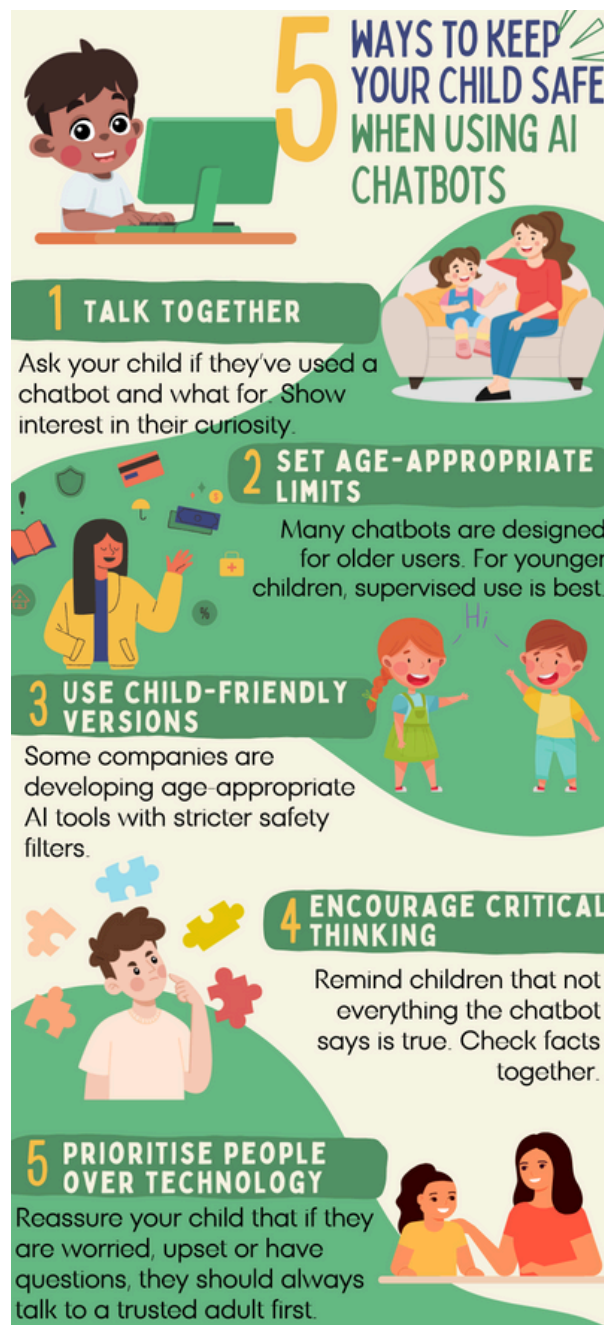 5 WAYS TO KEEP
YOUR CHILD SAFE
WHEN USING AI
CHATBOTS
1 TALK TOGETHER
Ask your child if they've used a
chatbot and what for. Show
interest in their curiosity.
2 SET AGE-APPROPRIATE
LIMITS
Many chatbots are designed
for older users. For younger
children, supervised use is best.
Hi
3 USE CHILD-FRIENDLY
VERSIONS
Some companies are
developing age-appropriate
AI tools with stricter safety
filters.
4 ENCOURAGE CRITICAL
THINKING
Remind children that not
everything the chatbot
says is true. Check facts
together.
5 PRIORITISE PEOPLE
OVER TECHNOLOGY
Reassure your child that if they
are worried, upset or have
questions, they should always
talk to a trusted adult first.